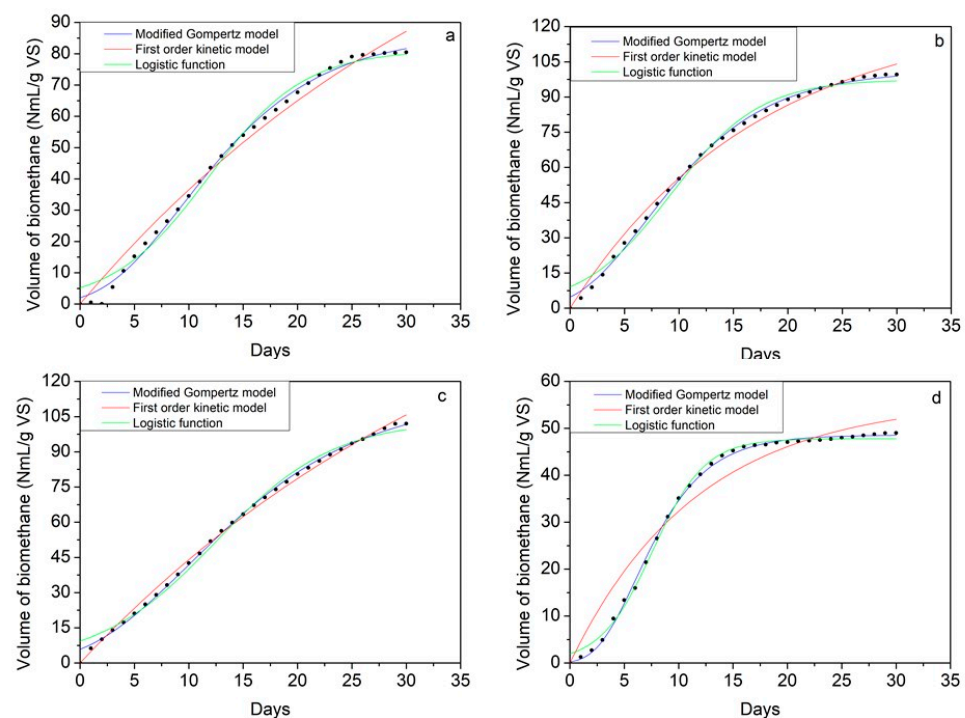 a
Modified Gompertz model
First order kinetic model
Logistic function
Volume of biomethane (NmL/g VS)
90
80
70
60
50
40
30
20
10
0
0 5 10 15 20 25 30 35
Days
b
Modified Gompertz model
First order kinetic model
Logistic function
Volume of biomethane (NmL/g VS)
120
105
90
75
60
45
30
15
0
0 5 10 15 20 25 30 35
Days
c
Modified Gompertz model
First order kinetic model
Logistic function
Volume of biomethane (NmL/g VS)
120
105
90
75
60
45
30
15
0
0 5 10 15 20 25 30 35
Days
d
Modified Gompertz model
First order kinetic model
Logistic function
Volume of biomethane (NmL/g VS)
60
50
40
30
20
10
0
0 5 10 15 20 25 30 35
Days